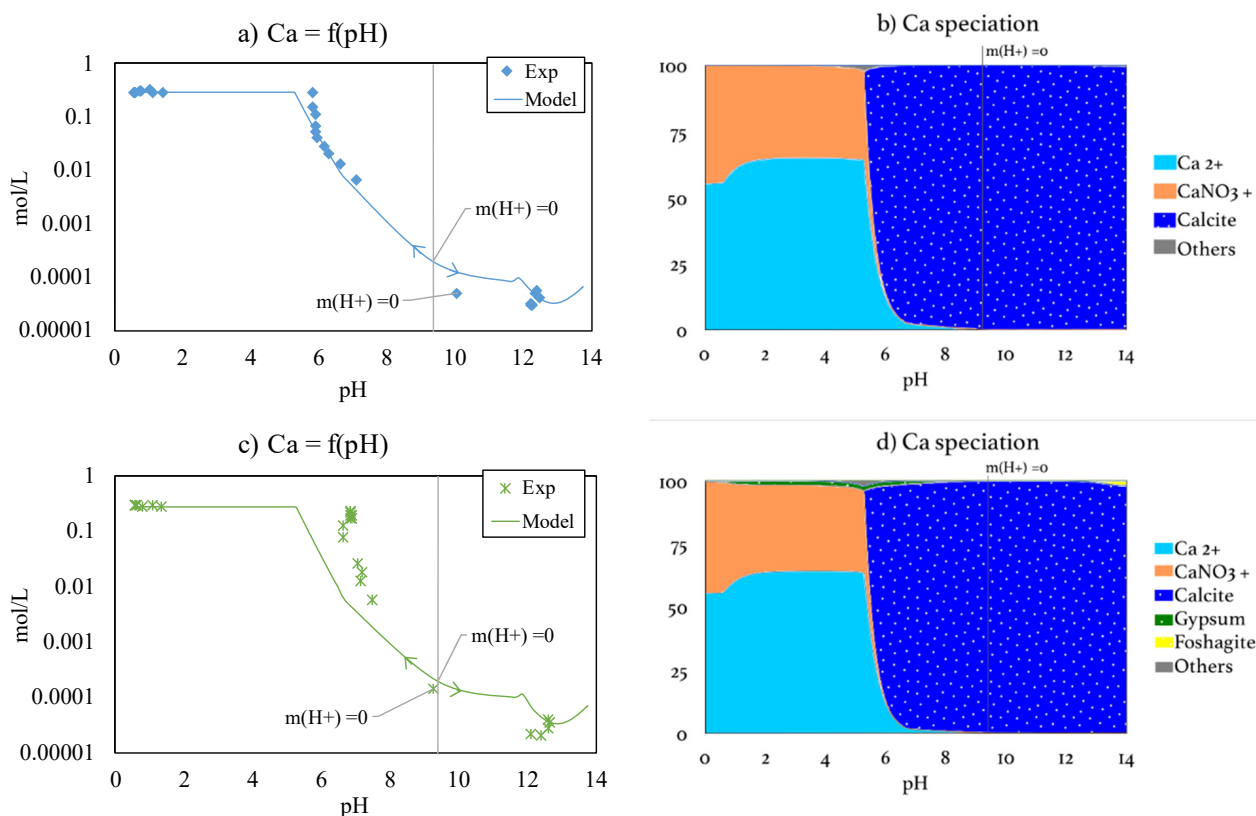 a) Ca = f(pH)
1
0.1
0.01
0.001
0.0001
0.00001
mol/L
Exp
Model
m(H+) =0
m(H+) =0
0 2 4 6 8 10 12 14
pH
b) Ca speciation
m(H+) =0
100
75
50
25
0
0 2 4 6 8 10 12 14
pH
Ca 2+
CaNO3 +
Calcite
Others
c) Ca = f(pH)
1
0.1
0.01
0.001
0.0001
0.00001
mol/L
Exp
Model
m(H+) =0
m(H+) =0
0 2 4 6 8 10 12 14
pH
d) Ca speciation
m(H+) =0
100
75
50
25
0
0 2 4 6 8 10 12 14
pH
Ca 2+
CaNO3 +
Calcite
Gypsum
Foshagite
Others